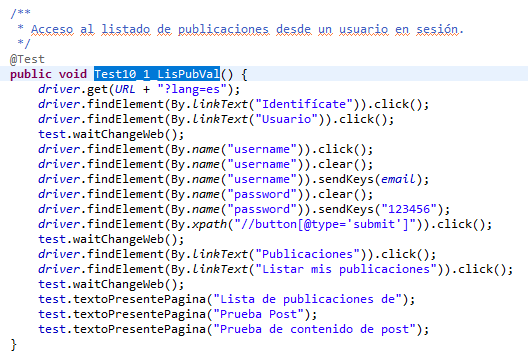 /**
 * Acceso al listado de publicaciones desde un usuario en sesión.
 */
@Test
public void Test10_1_LisPubVal() {
    driver.get(URL + "?lang=es");
    driver.findElement(By.linkText("Identifícate")).click();
    driver.findElement(By.linkText("Usuario")).click();
    test.waitChangeWeb();
    driver.findElement(By.name("username")).click();
    driver.findElement(By.name("username")).clear();
    driver.findElement(By.name("username")).sendKeys(email);
    driver.findElement(By.name("password")).clear();
    driver.findElement(By.name("password")).sendKeys("123456");
    driver.findElement(By.xpath("//button[@type='submit']")).click();
    test.waitChangeWeb();
    driver.findElement(By.linkText("Publicaciones")).click();
    driver.findElement(By.linkText("Listar mis publicaciones")).click();
    test.waitChangeWeb();
    test.textoPresentePagina("Lista de publicaciones de");
    test.textoPresentePagina("Prueba Post");
    test.textoPresentePagina("Prueba de contenido de post");
}